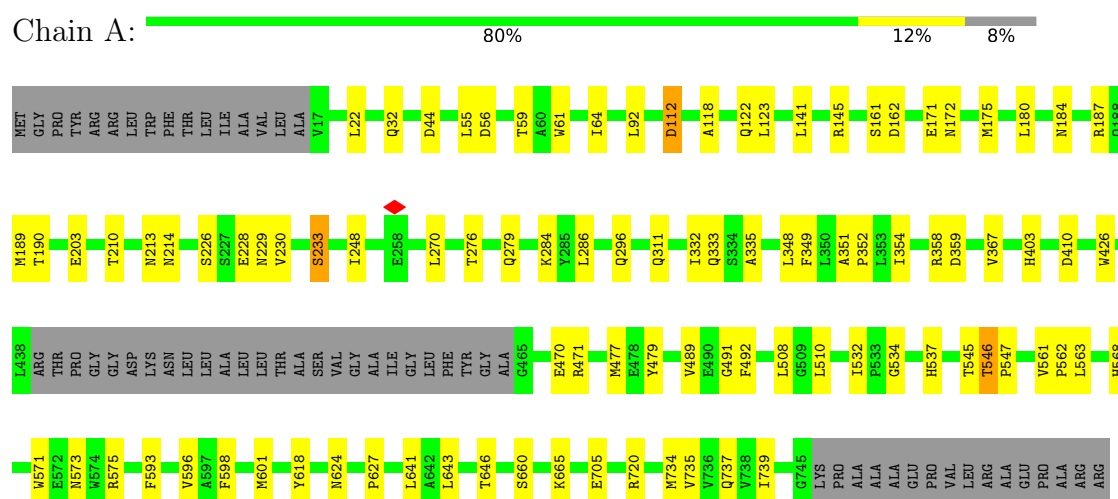 Chain A:
80% 12% 8%
MET GLY PRO TYR ARG ARG LEU TRP PHE THR LEU ILE ALA VAL LEU ALA V17 L22 Q32 D44 L55 D56 T59 A60 W61 I64 L92 D112 A118 Q122 L123 L141 R145 S161 D162 E171 N172 M175 L180 N184 R187 Q188
M189 T190 E203 T210 N213 N214 S226 S227 E228 N229 V230 S233 I248 E258 L270 T276 Q279 K284 Y285 L286 Q296 Q311 I332 Q333 S334 A335 L348 F349 L350 A351 P352 L353 I354 R358 D359 V367 H403 D410 W426
L438 ARG THR PRO GLY GLY ASP LYS ASN LEU LEU ALA LEU LEU THR ALA SER VAL GLY ALA ILE GLY LEU PHE TYR GLY ALA G465 E470 R471 M477 E478 Y479 V489 E490 G491 F492 L508 G509 L510 I532 P533 G534 H537 T545 T546 P547 V561 P562 L563 H568
W571 E572 N573 W574 R575 F593 V596 A597 F598 M601 Y618 N624 P627 L641 A642 L643 T646 S660 K665 E705 R720 M734 V735 V736 Q737 V738 I739 G745 LYS PRO ALA ALA ALA GLU PRO VAL LEU ARG ALA GLU PRO ALA ARG ARG